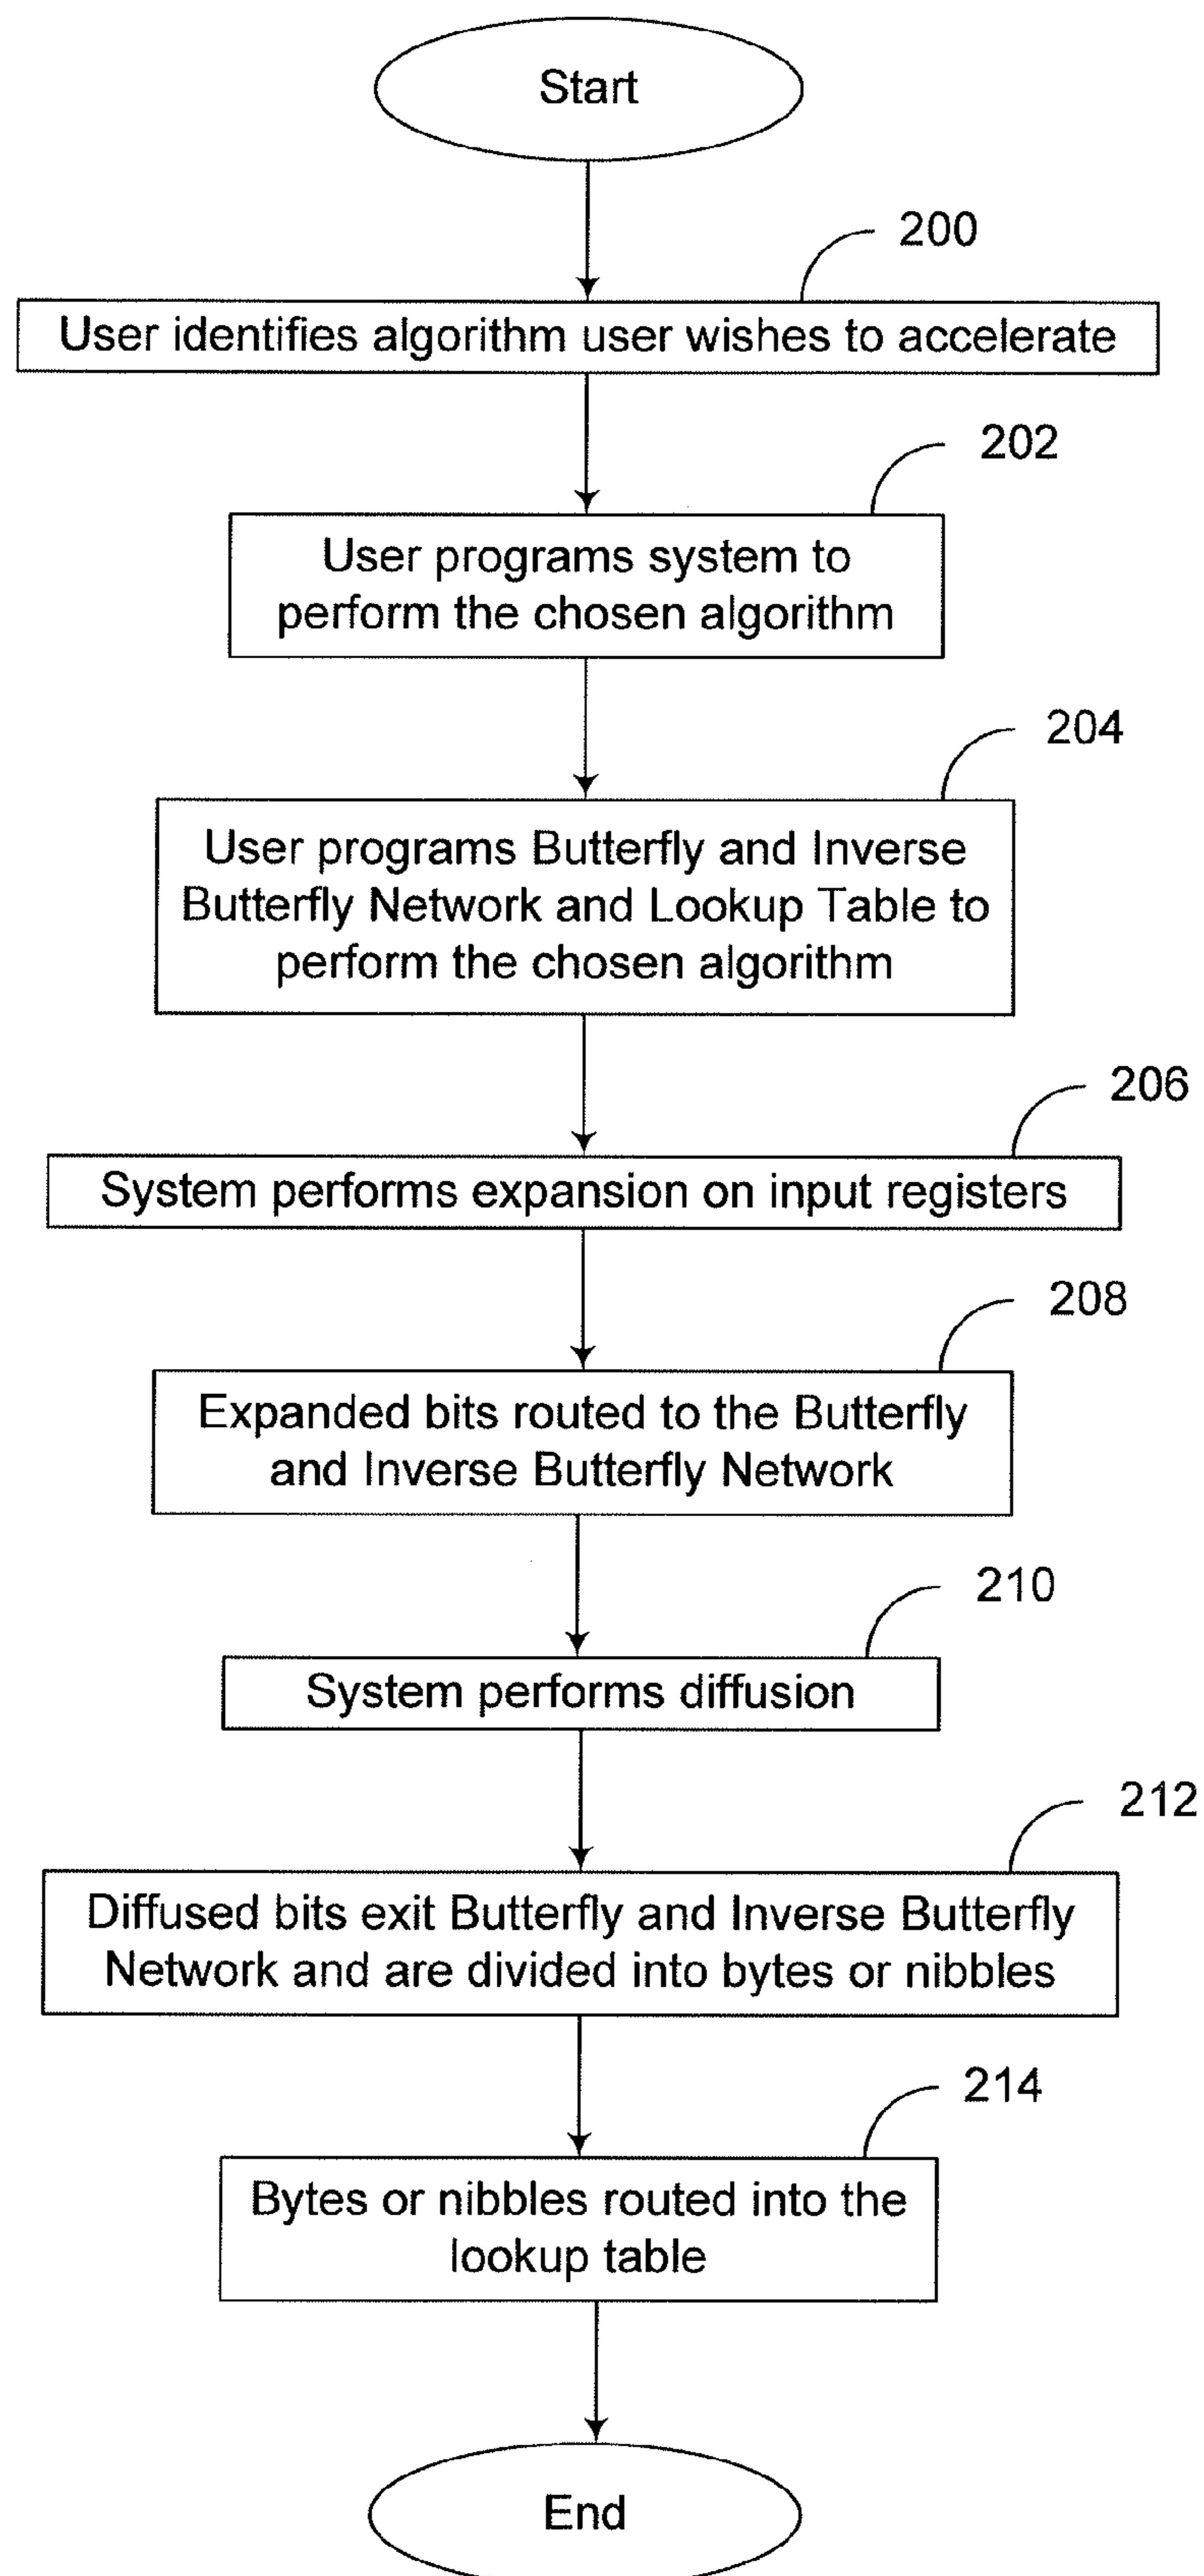 Start
200
User identifies algorithm user wishes to accelerate
202
User programs system to
perform the chosen algorithm
204
User programs Butterfly and Inverse
Butterfly Network and Lookup Table to
perform the chosen algorithm
206
System performs expansion on input registers
208
Expanded bits routed to the Butterfly
and Inverse Butterfly Network
210
System performs diffusion
212
Diffused bits exit Butterfly and Inverse Butterfly
Network and are divided into bytes or nibbles
214
Bytes or nibbles routed into the
lookup table
End